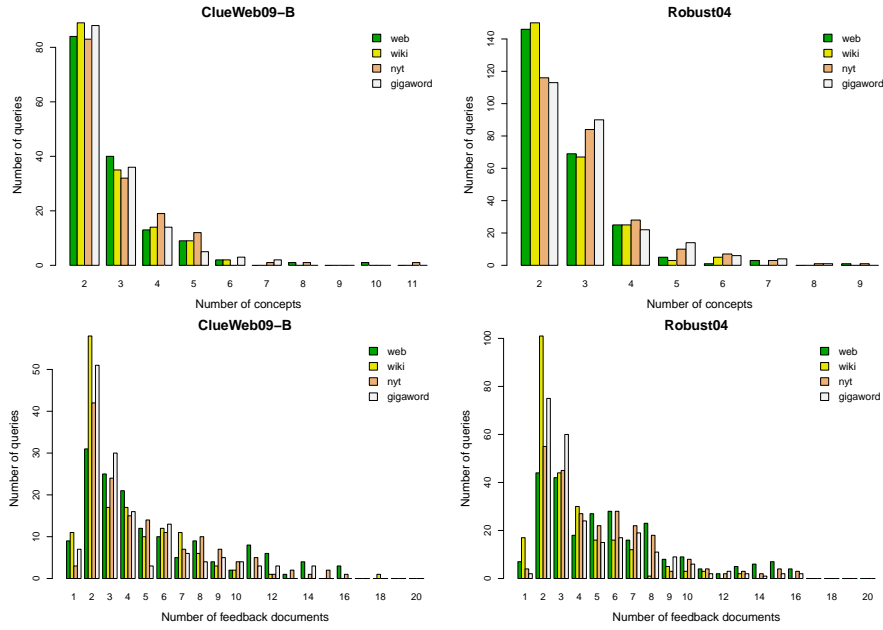 ClueWeb09−B
Number of queries
0 20 40 60 80
web
wiki
nyt
gigaword
2 3 4 5 6 7 8 9 10 11
Number of concepts
Robust04
Number of queries
0 20 40 60 80 100 120 140
web
wiki
nyt
gigaword
2 3 4 5 6 7 8 9
Number of concepts
ClueWeb09−B
Number of queries
0 10 20 30 40 50
web
wiki
nyt
gigaword
1 2 3 4 5 6 7 8 9 10 12 14 16 18 20
Number of feedback documents
Robust04
Number of queries
0 20 40 60 80 100
web
wiki
nyt
gigaword
1 2 3 4 5 6 7 8 9 10 12 14 16 18 20
Number of feedback documents